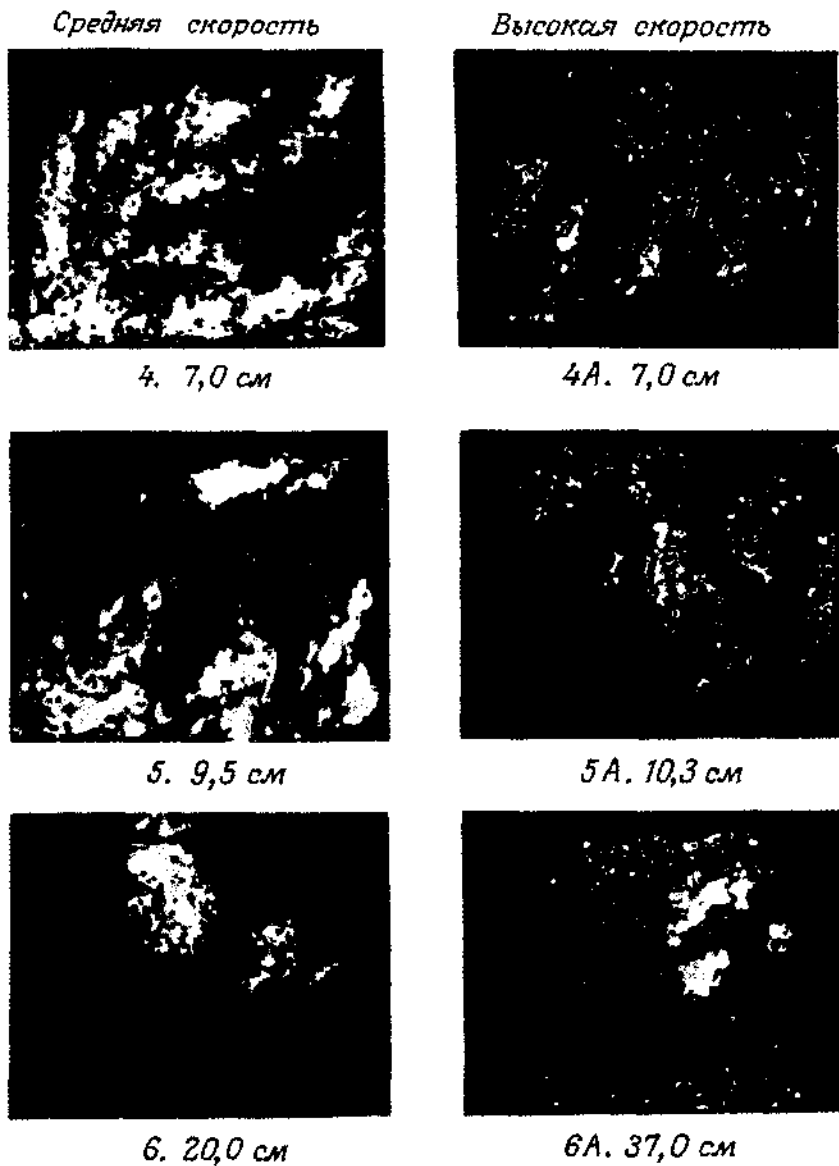 Средняя скорость Высокая скорость
4. 7,0 см 4А. 7,0 см
5. 9,5 см 5А. 10,3 см
6. 20,0 см 6А. 37,0 см